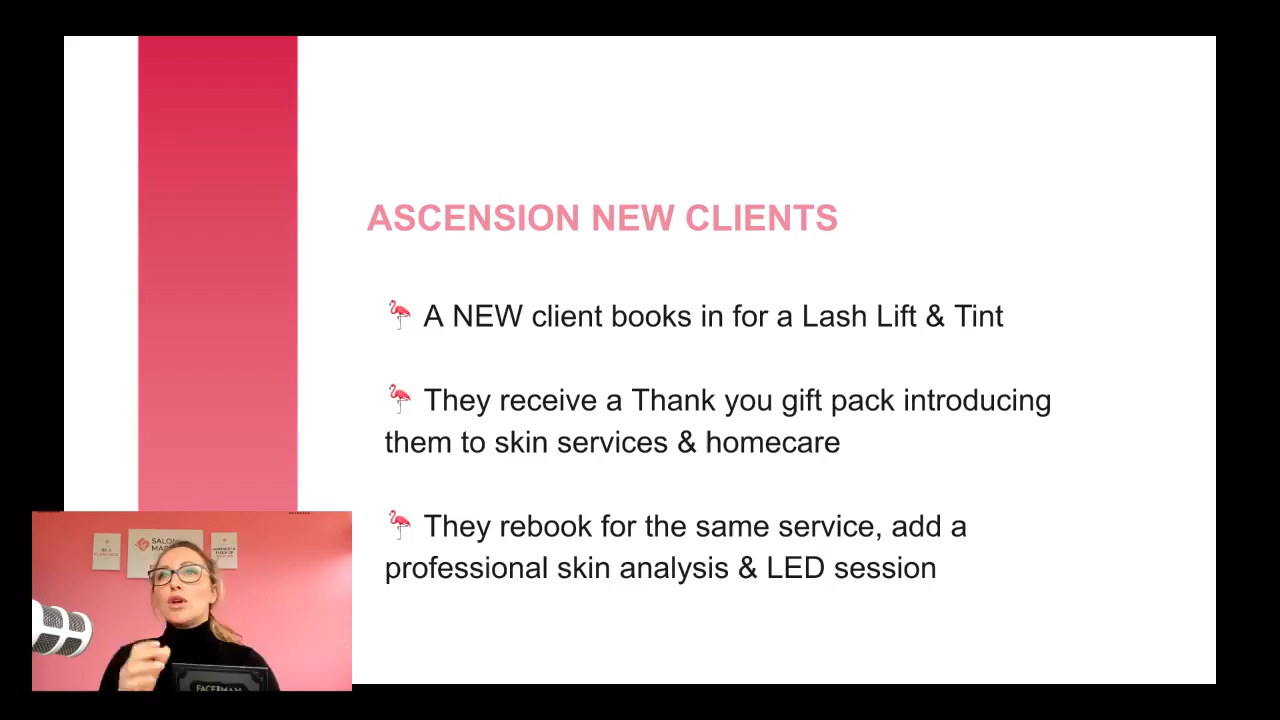 ASCENSION NEW CLIENTS
A NEW client books in for a Lash Lift & Tint
They receive a Thank you gift pack introducing
them to skin services & homecare
They rebook for the same service, add a
professional skin analysis & LED session
SALON